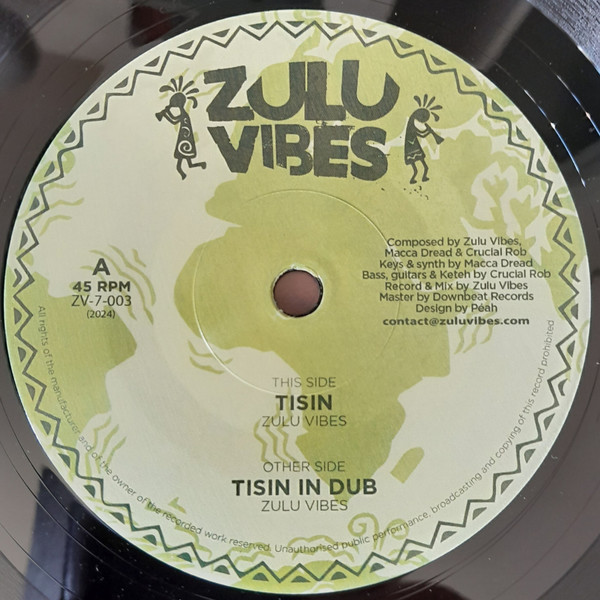 ZULU
VIBES
A
45 RPM
ZV-7-003
(2024)
Composed by Zulu Vibes,
Macca Dread & Crucial Rob
Keys & synth by Macca Dread
Bass, guitars & Keteh by Crucial Rob
Record & Mix by Zulu Vibes
Master by Downbeat Records
Design by Péah
contact@zuluvibes.com
THIS SIDE
TISIN
ZULU VIBES
OTHER SIDE
TISIN IN DUB
ZULU VIBES
All rights of the manufacturer and of the owner of the recorded work reserved. Unauthorised public performance, broadcasting and copying of this record prohibited